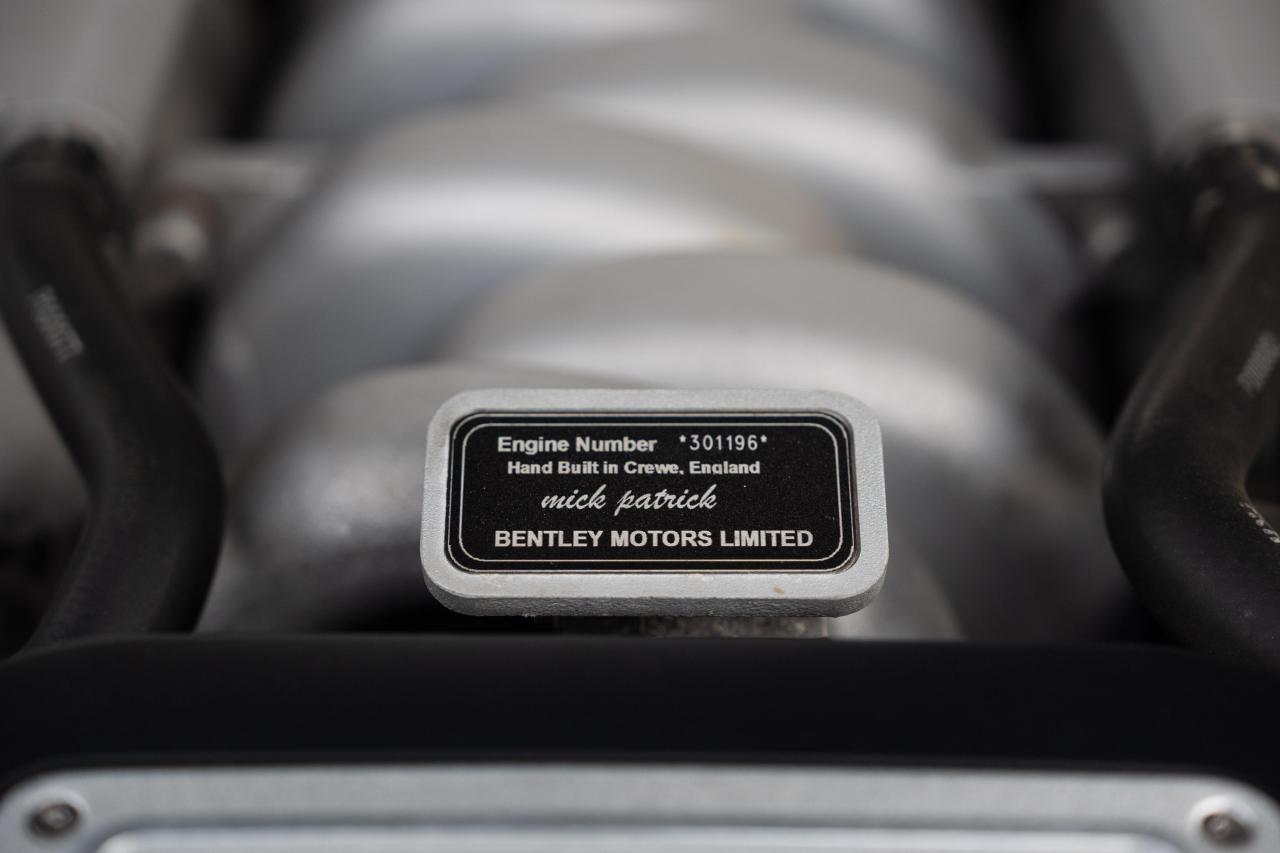 Engine Number *301196*
Hand Built in Crewe, England
mick patrick
BENTLEY MOTORS LIMITED